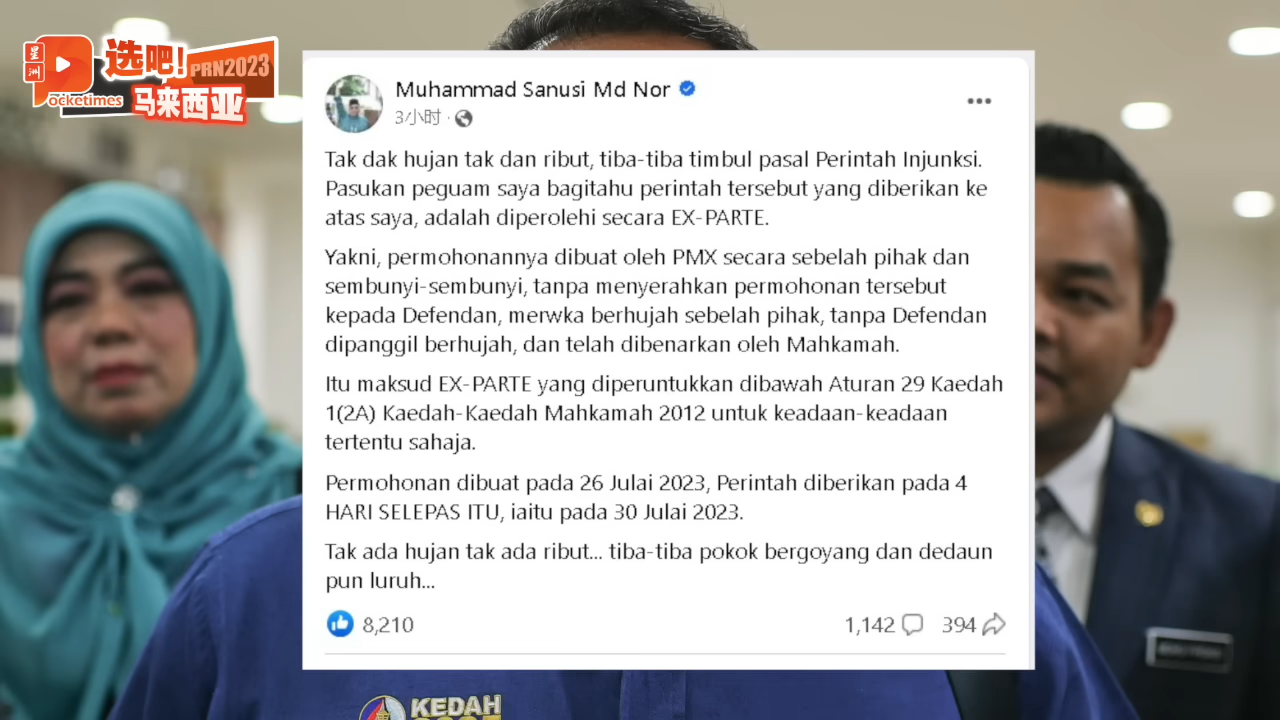 星洲
选吧!
PRN2023
ocketimes
马来西亚
Muhammad Sanusi Md Nor
3小时 ·
Tak dak hujan tak dan ribut, tiba-tiba timbul pasal Perintah Injunksi.
Pasukan peguam saya bagitahu perintah tersebut yang diberikan ke
atas saya, adalah diperolehi secara EX-PARTE.
Yakni, permohonannya dibuat oleh PMX secara sebelah pihak dan
sembunyi-sembunyi, tanpa menyerahkan permohonan tersebut
kepada Defendan, merwka berhujah sebelah pihak, tanpa Defendan
dipanggil berhujah, dan telah dibenarkan oleh Mahkamah.
Itu maksud EX-PARTE yang diperuntukkan dibawah Aturan 29 Kaedah
1(2A) Kaedah-Kaedah Mahkamah 2012 untuk keadaan-keadaan
tertentu sahaja.
Permohonan dibuat pada 26 Julai 2023, Perintah diberikan pada 4
HARI SELEPAS ITU, iaitu pada 30 Julai 2023.
Tak ada hujan tak ada ribut... tiba-tiba pokok bergoyang dan dedaun
pun luruh...
8,210
1,142
394
KEDAH